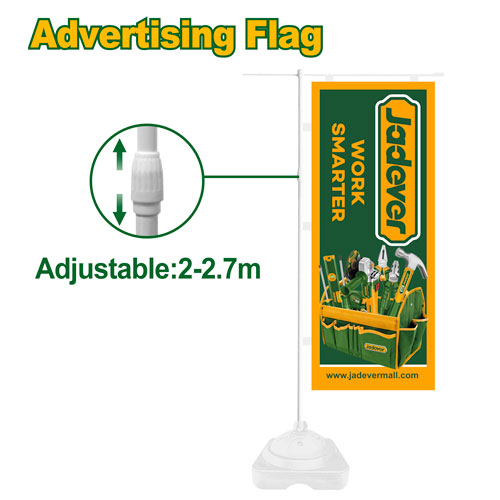 Advertising Flag
Adjustable:2-2.7m
Jadever
WORK
SMARTER
Jadever
www.jadevermall.com